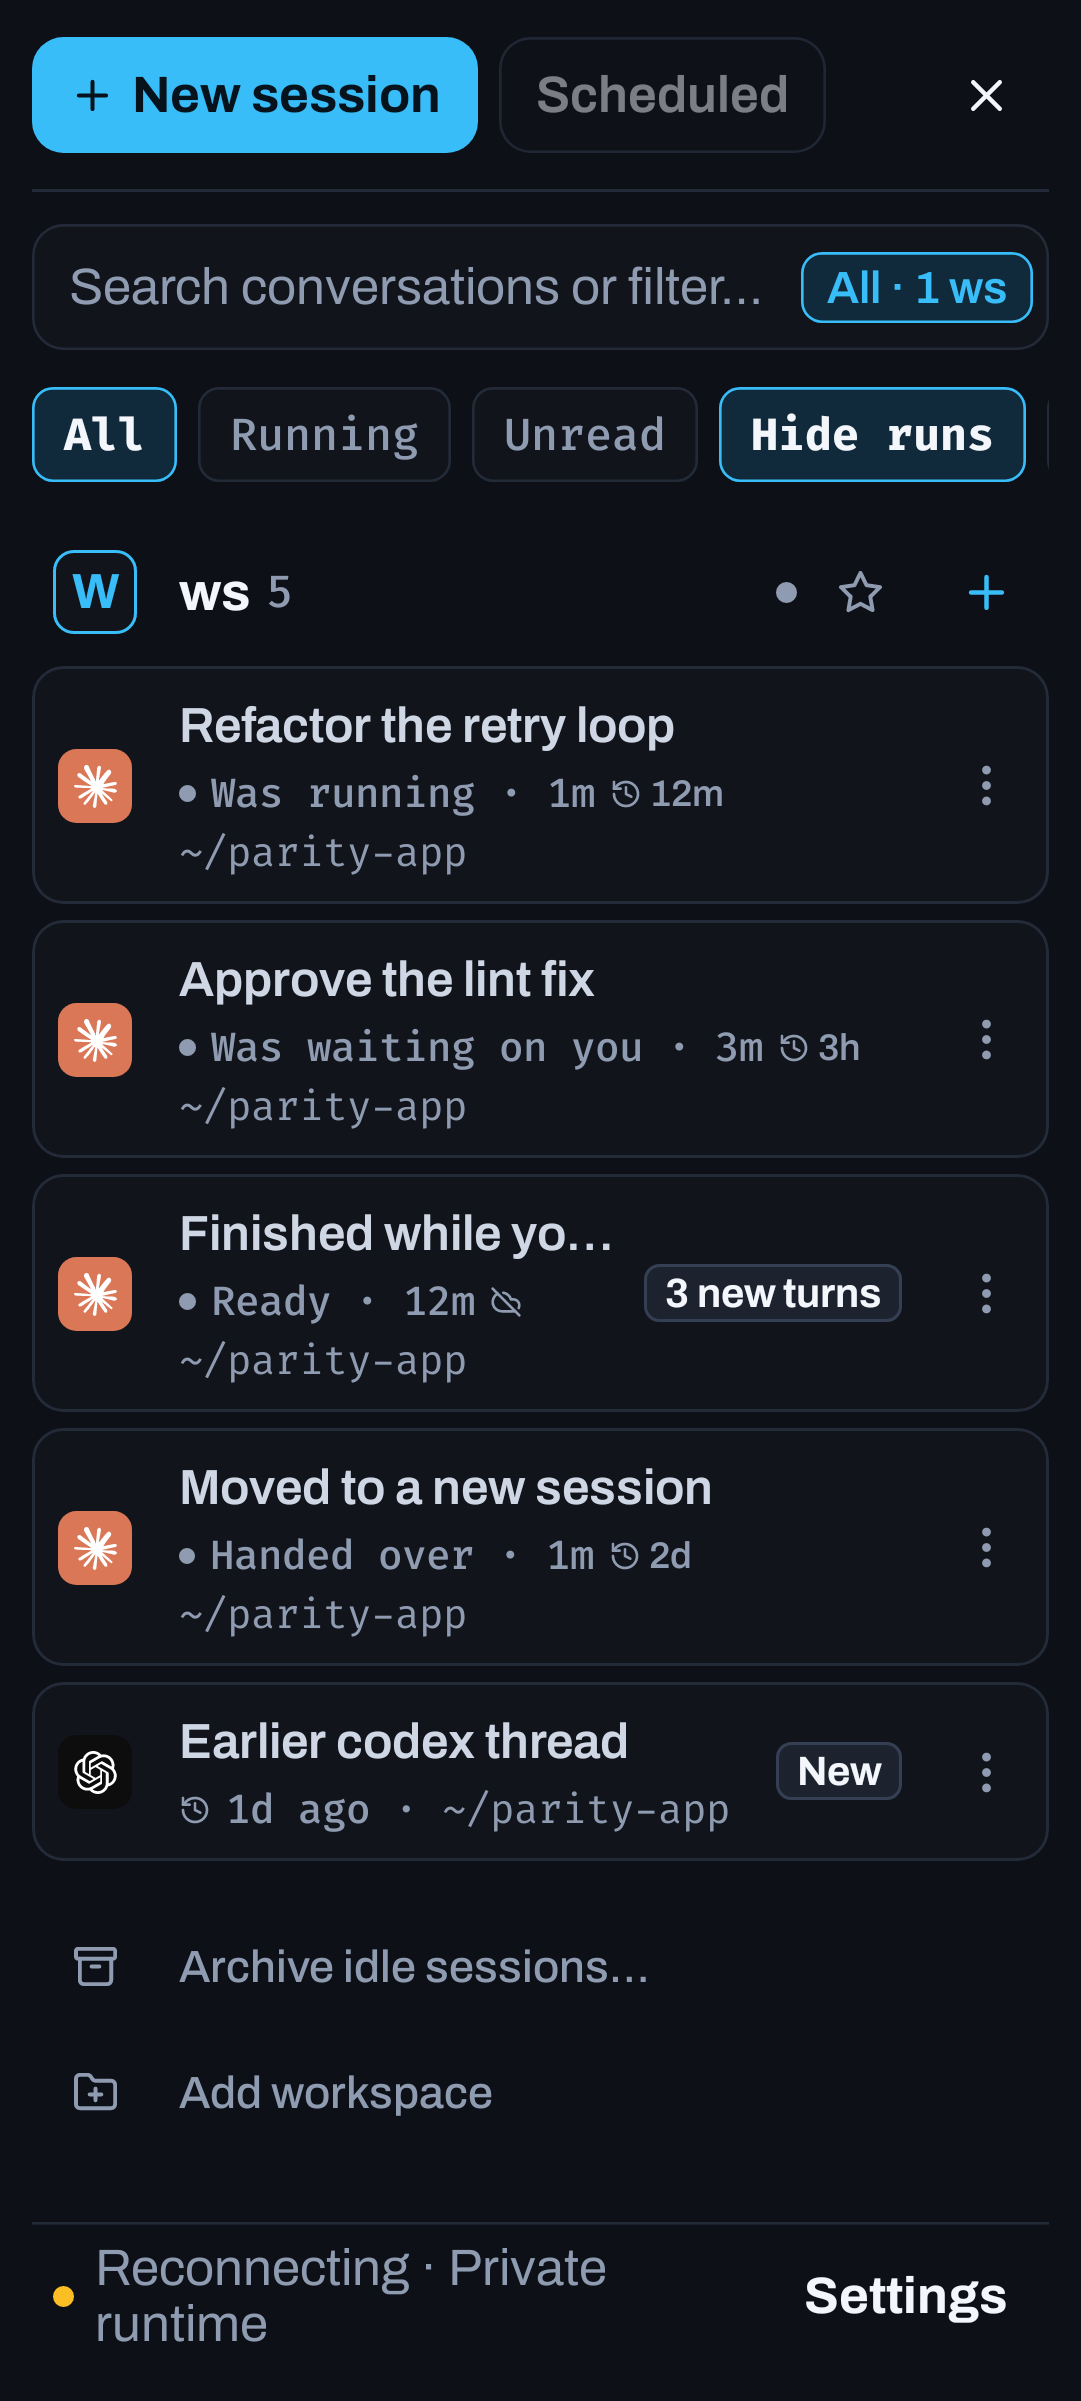 + New session
Scheduled
Search conversations or filter...
All · 1 ws
All
Running
Unread
Hide runs
W
ws 5
Refactor the retry loop
Was running · 1m 12m
~/parity-app
Approve the lint fix
Was waiting on you · 3m 3h
~/parity-app
Finished while yo...
Ready · 12m
3 new turns
~/parity-app
Moved to a new session
Handed over · 1m 2d
~/parity-app
Earlier codex thread
New
1d ago · ~/parity-app
Archive idle sessions...
Add workspace
Reconnecting · Private
runtime
Settings